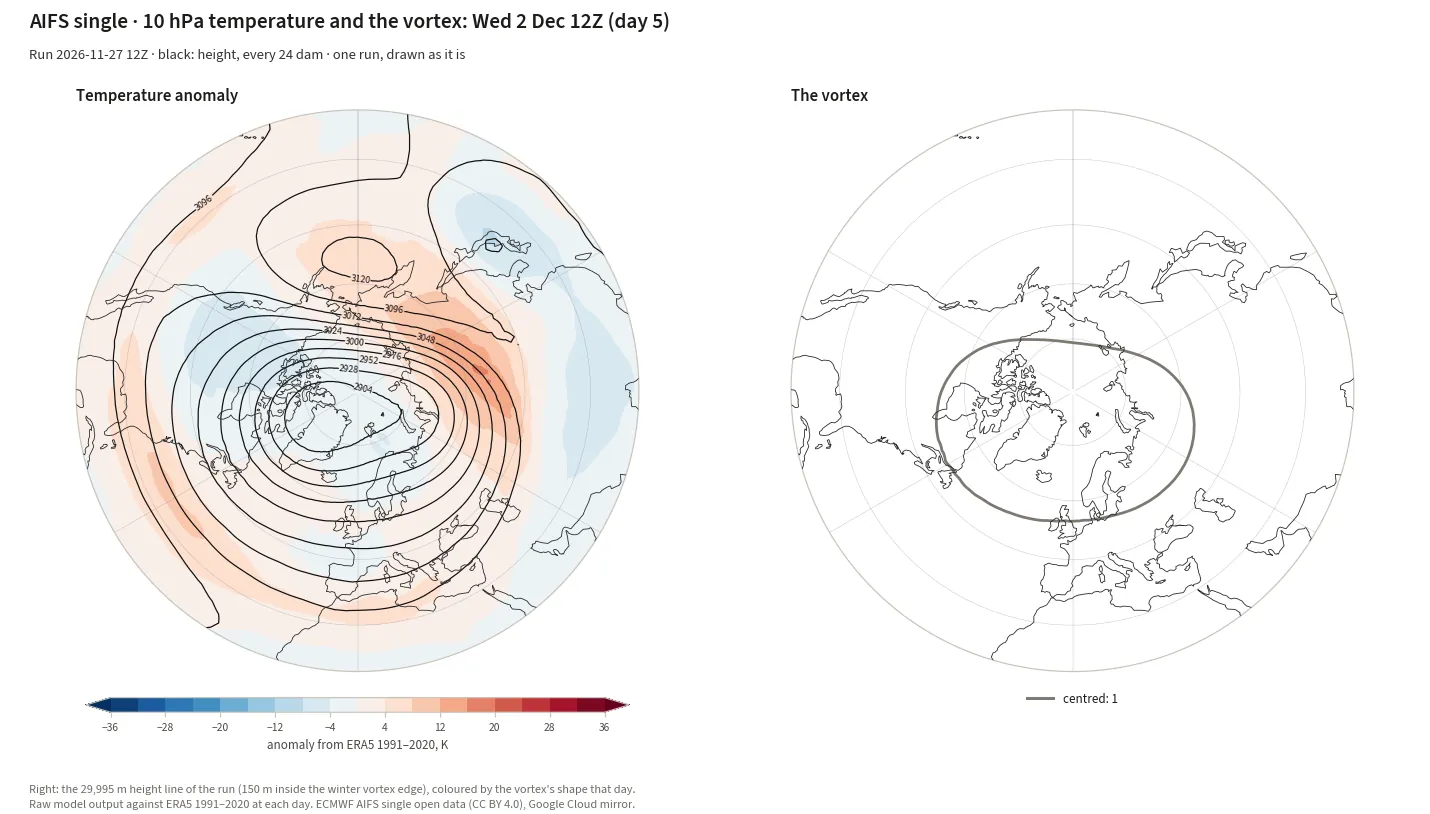 AIFS single · 10 hPa temperature and the vortex: Wed 2 Dec 12Z (day 5)
Run 2026-11-27 12Z · black: height, every 24 dam · one run, drawn as it is
Temperature anomaly
The vortex
3096
3120
3096
3072
3048
3024
3000
2976
2952
2928
2904
−36 −28 −20 −12 −4 4 12 20 28 36
anomaly from ERA5 1991–2020, K
centred: 1
Right: the 29,995 m height line of the run (150 m inside the winter vortex edge), coloured by the vortex's shape that day.
Raw model output against ERA5 1991–2020 at each day. ECMWF AIFS single open data (CC BY 4.0), Google Cloud mirror.